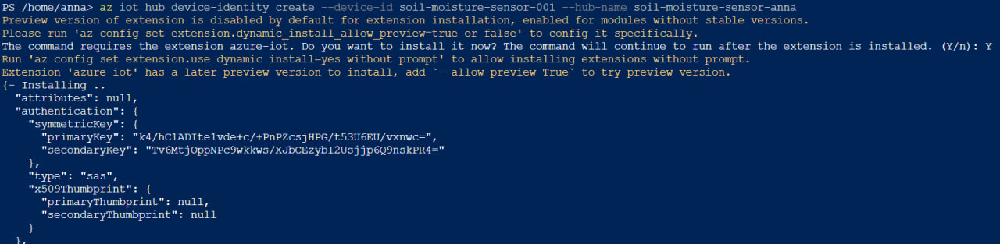 PS /home/anna> az iot hub device-identity create --device-id soil-moisture-sensor-001 --hub-name soil-moisture-sensor-anna
Preview version of extension is disabled by default for extension installation, enabled for modules without stable versions.
Please run 'az config set extension.dynamic_install_allow_preview=true or false' to config it specifically.
The command requires the extension azure-iot. Do you want to install it now? The command will continue to run after the extension is installed. (Y/n): Y
Run 'az config set extension.use_dynamic_install=yes_without_prompt' to allow installing extensions without prompt.
Extension 'azure-iot' has a later preview version to install, add `--allow-preview True` to try preview version.
{- Installing ..
  "attributes": null,
  "authentication": {
    "symmetricKey": {
      "primaryKey": "k4/hC1ADIte1vde+c/+PnPZcsjHPG/t53U6EU/vxnwc=",
      "secondaryKey": "Tv6MtjOppNPc9wkkws/XJbCEzybI2Usjjp6Q9nskPR4="
    },
    "type": "sas",
    "x509Thumbprint": {
      "primaryThumbprint": null,
      "secondaryThumbprint": null
    }
  },